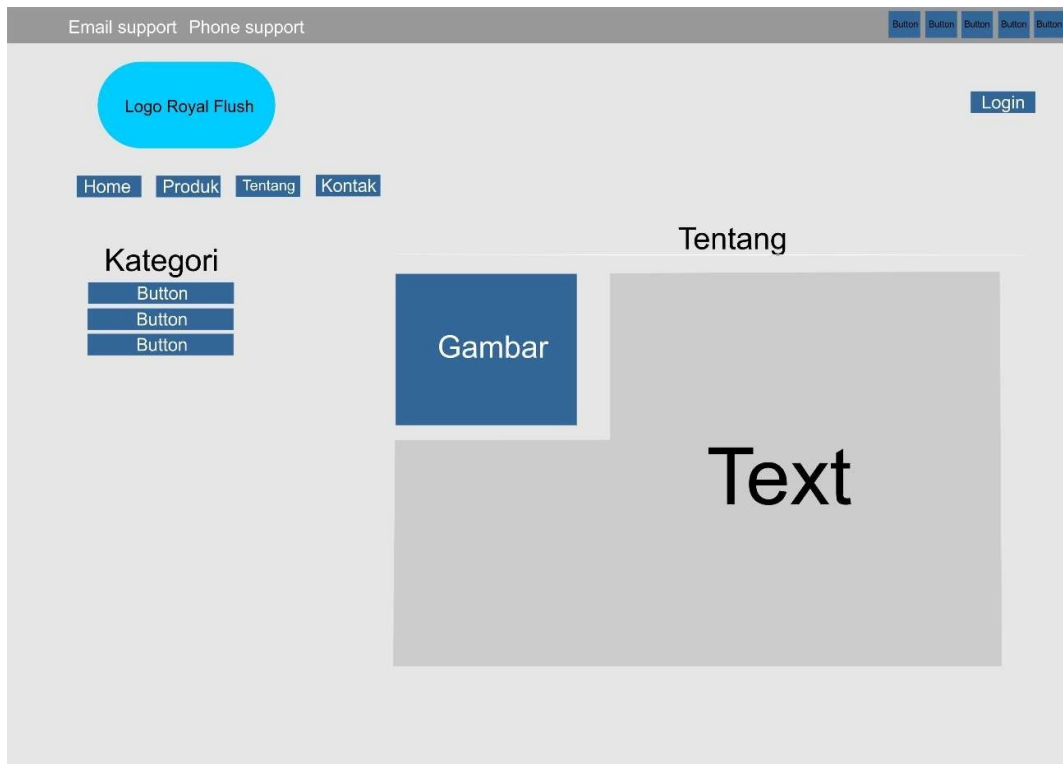 Email support Phone support
Button Button Button Button Button
Logo Royal Flush
Login
Home Produk Tentang Kontak
Kategori
Button
Button
Button
Tentang
Gambar
Text